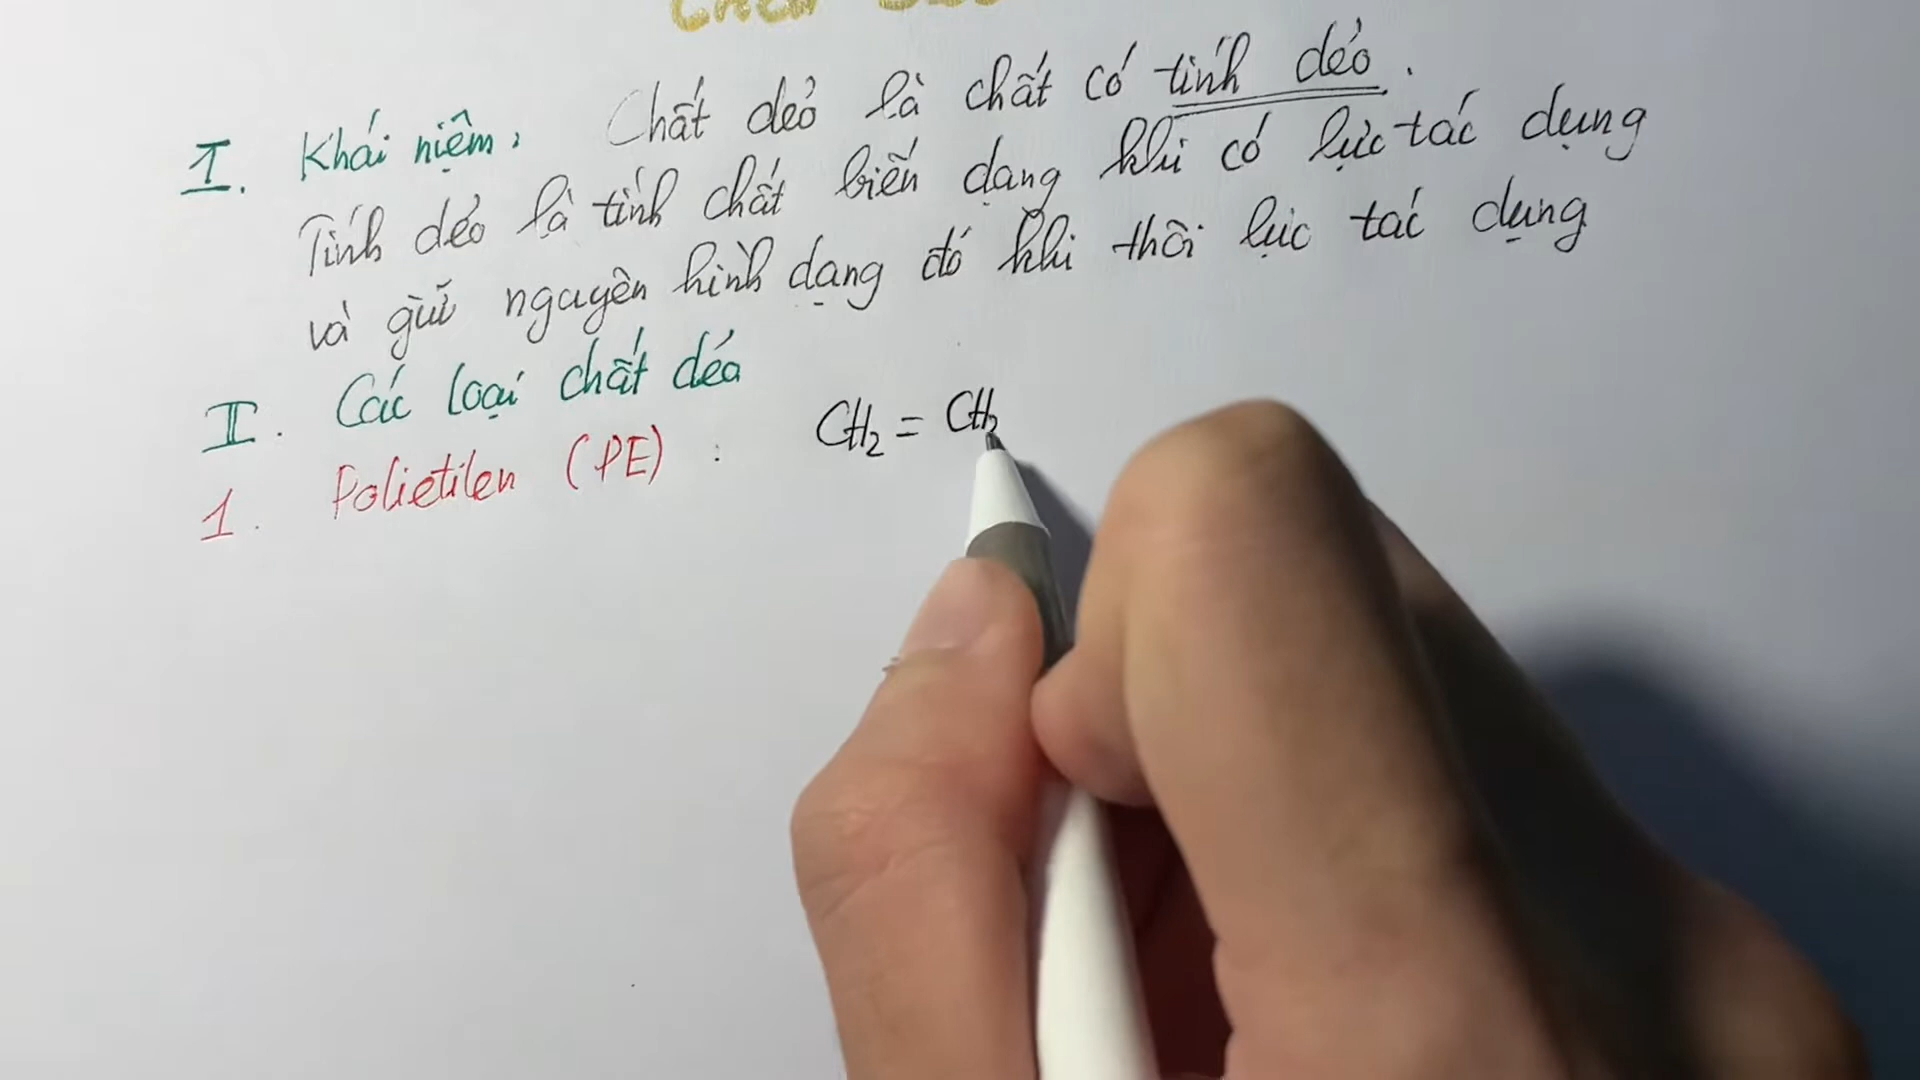 I. Khái niệm: Chất dẻo là chất có tính dẻo.
Tính dẻo là tính chất biến dạng khi có lực tác dụng
và giữ nguyên hình dạng đó khi thôi lực tác dụng
I. Các loại chất dẻo
1. Polietilen (PE) : CH₂ = CH₂